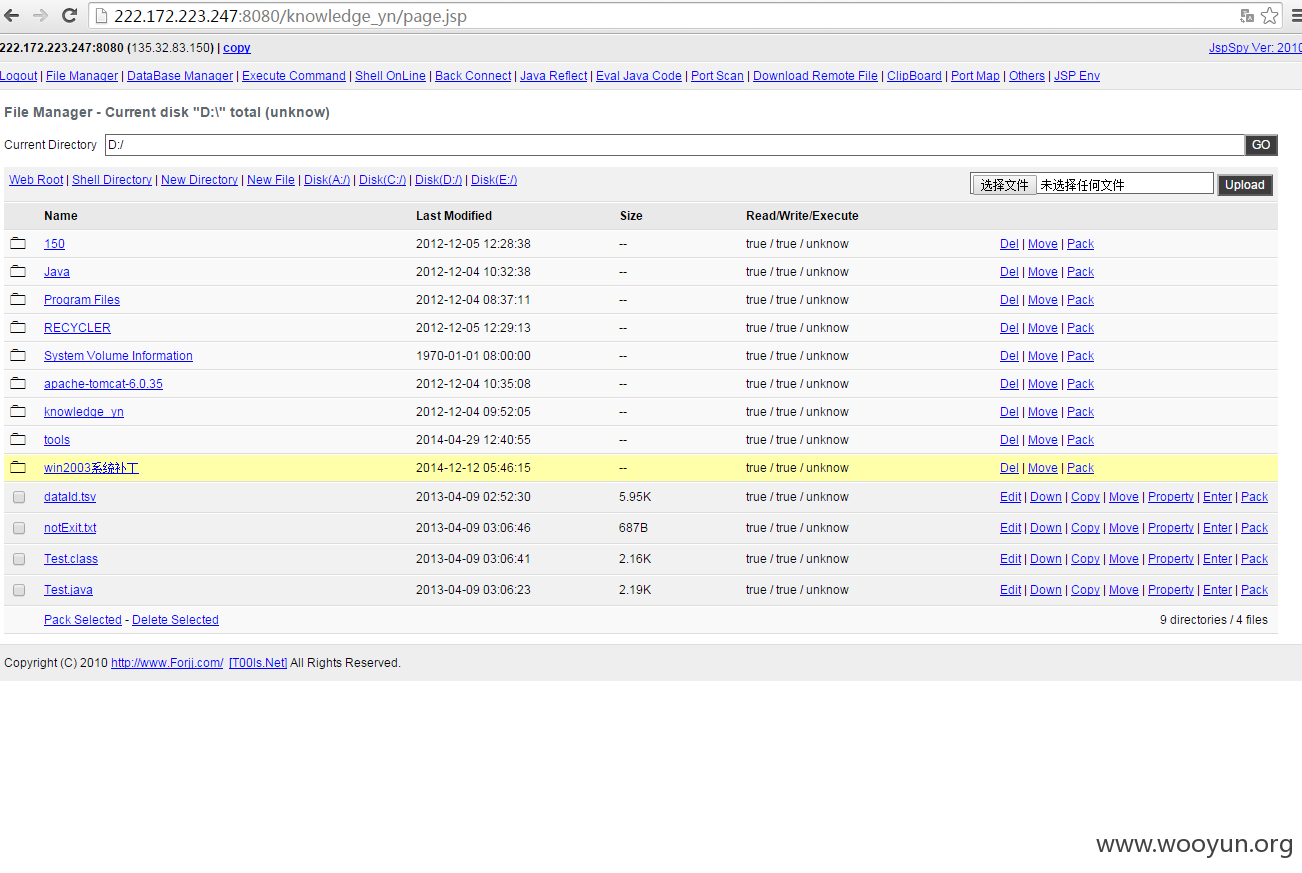 222.172.223.247:8080/knowledge_yn/page.jsp
222.172.223.247:8080 (135.32.83.150) | copy JspSpy Ver: 2010
Logout | File Manager | DataBase Manager | Execute Command | Shell OnLine | Back Connect | Java Reflect | Eval Java Code | Port Scan | Download Remote File | ClipBoard | Port Map | Others | JSP Env
File Manager - Current disk "D:\" total (unknow)
Current Directory D:/ GO
Web Root | Shell Directory | New Directory | New File | Disk(A:/) | Disk(C:/) | Disk(D:/) | Disk(E:/) 选择文件 未选择任何文件 Upload
Name Last Modified Size Read/Write/Execute
150 2012-12-05 12:28:38 -- true / true / unknow Del | Move | Pack
Java 2012-12-04 10:32:38 -- true / true / unknow Del | Move | Pack
Program Files 2012-12-04 08:37:11 -- true / true / unknow Del | Move | Pack
RECYCLER 2012-12-05 12:29:13 -- true / true / unknow Del | Move | Pack
System Volume Information 1970-01-01 08:00:00 -- true / true / unknow Del | Move | Pack
apache-tomcat-6.0.35 2012-12-04 10:35:08 -- true / true / unknow Del | Move | Pack
knowledge_yn 2012-12-04 09:52:05 -- true / true / unknow Del | Move | Pack
tools 2014-04-29 12:40:55 -- true / true / unknow Del | Move | Pack
win2003系统补丁 2014-12-12 05:46:15 -- true / true / unknow Del | Move | Pack
dataId.tsv 2013-04-09 02:52:30 5.95K true / true / unknow Edit | Down | Copy | Move | Property | Enter | Pack
notExit.txt 2013-04-09 03:06:46 687B true / true / unknow Edit | Down | Copy | Move | Property | Enter | Pack
Test.class 2013-04-09 03:06:41 2.16K true / true / unknow Edit | Down | Copy | Move | Property | Enter | Pack
Test.java 2013-04-09 03:06:23 2.19K true / true / unknow Edit | Down | Copy | Move | Property | Enter | Pack
Pack Selected - Delete Selected 9 directories / 4 files
Copyright (C) 2010 http://www.Forjj.com/ [T00ls.Net] All Rights Reserved.
www.wooyun.org